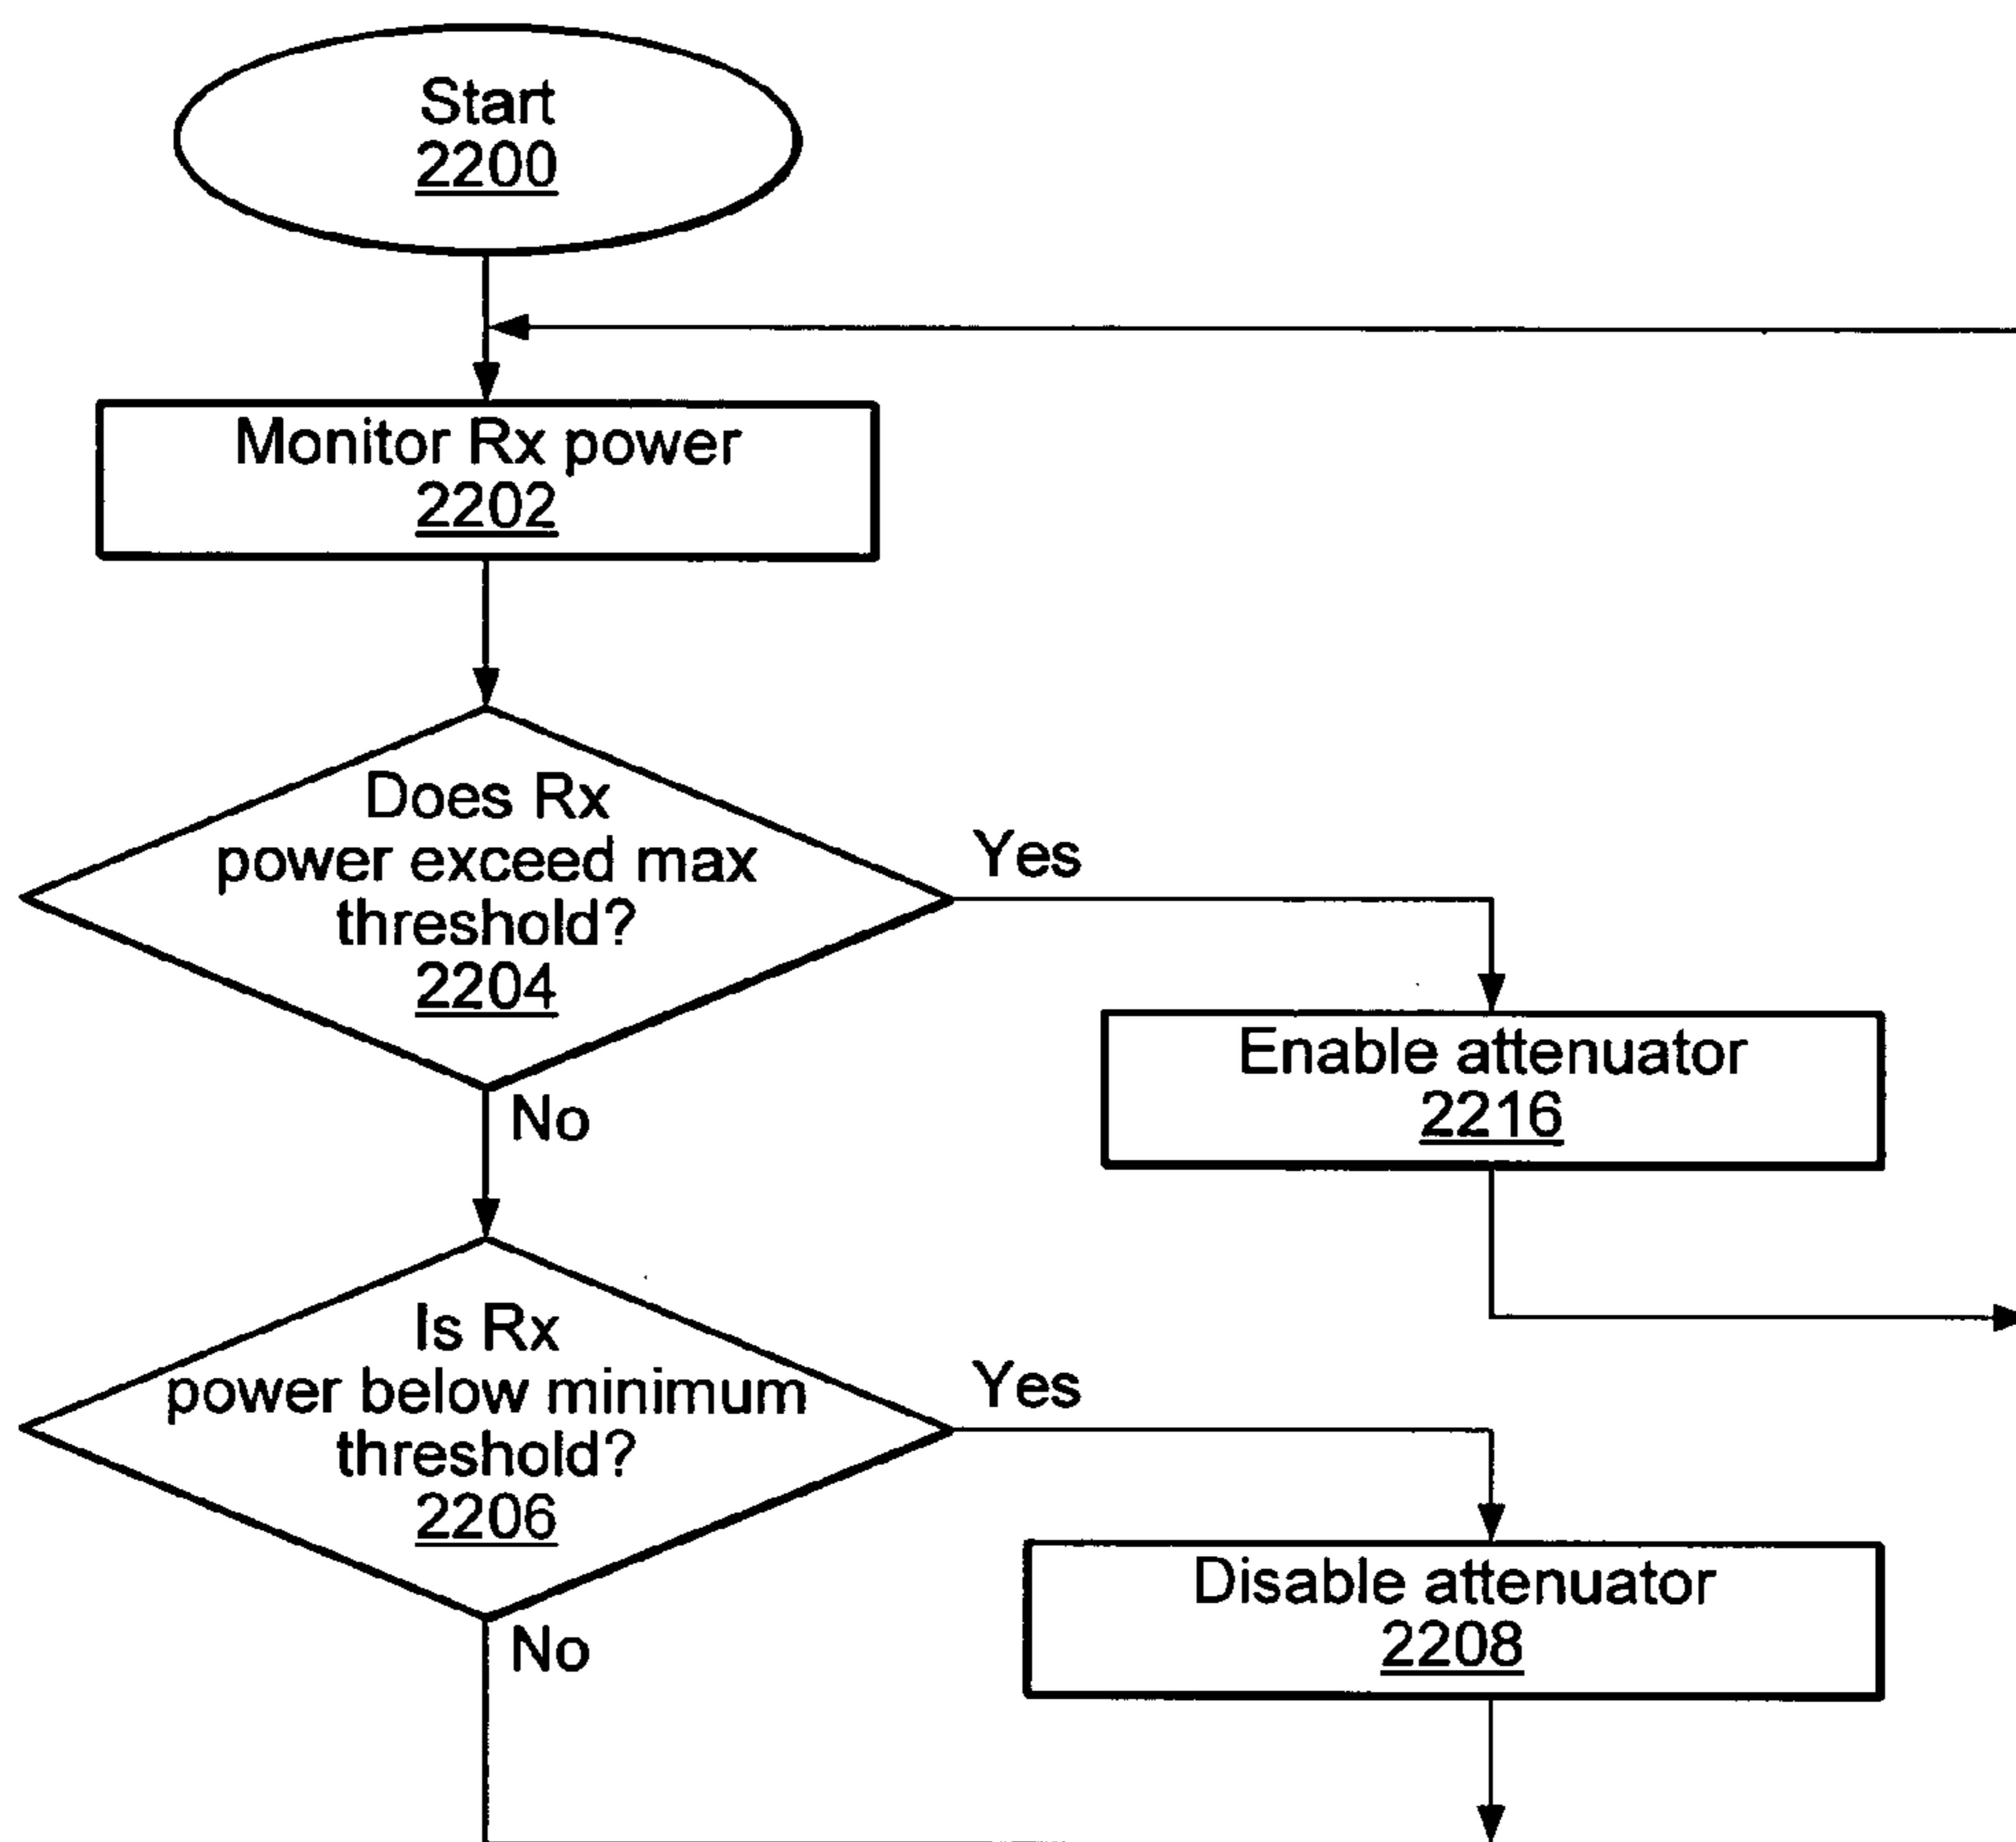 Start
2200
Monitor Rx power
2202
Does Rx
power exceed max
threshold?
2204
Yes
Enable attenuator
2216
No
Is Rx
power below minimum
threshold?
2206
Yes
Disable attenuator
2208
No